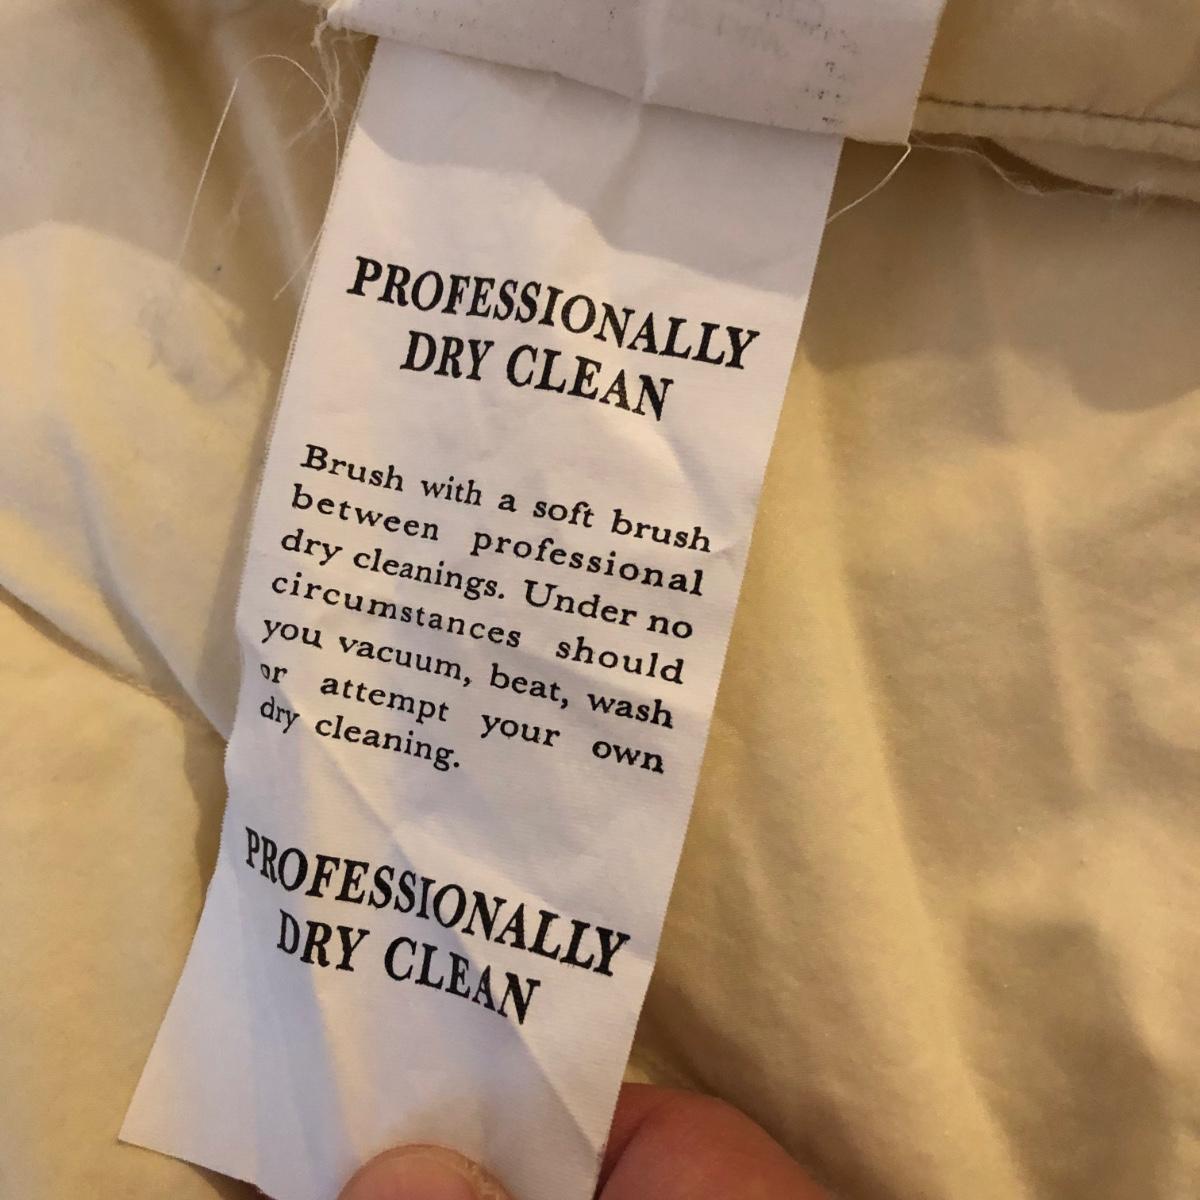 PROFESSIONALLY
DRY CLEAN
Brush with a soft brush
between professional
dry cleanings. Under no
circumstances should
you vacuum, beat, wash
or attempt your own
dry cleaning.
PROFESSIONALLY
DRY CLEAN